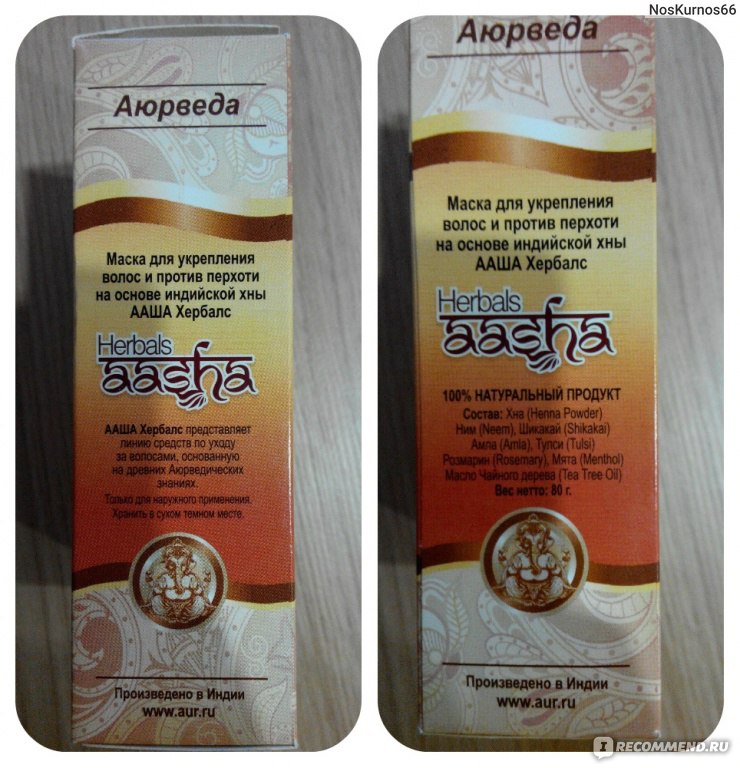 NosKurnos66
Аюрведа
Маска для укрепления
волос и против перхоти
на основе индийской хны
ААША Хербалс
Herbals
aasha
ААША Хербалс представляет
линию средств по уходу
за волосами, основанную
на древних Аюрведических
знаниях.
Только для наружного применения.
Хранить в сухом темном месте.
Произведено в Индии
www.aur.ru
Аюрведа
Маска для укрепления
волос и против перхоти
на основе индийской хны
ААША Хербалс
Herbals
aasha
100% НАТУРАЛЬНЫЙ ПРОДУКТ
Состав: Хна (Henna Powder)
Ним (Neem), Шикакай (Shikakai)
Амла (Amla), Тулси (Tulsi)
Розмарин (Rosemary), Мята (Menthol)
Масло Чайного дерева (Tea Tree Oil)
Вес нетто: 80 г.
Произведено в Индии
www.aur.ru
I RECOMMEND.RU